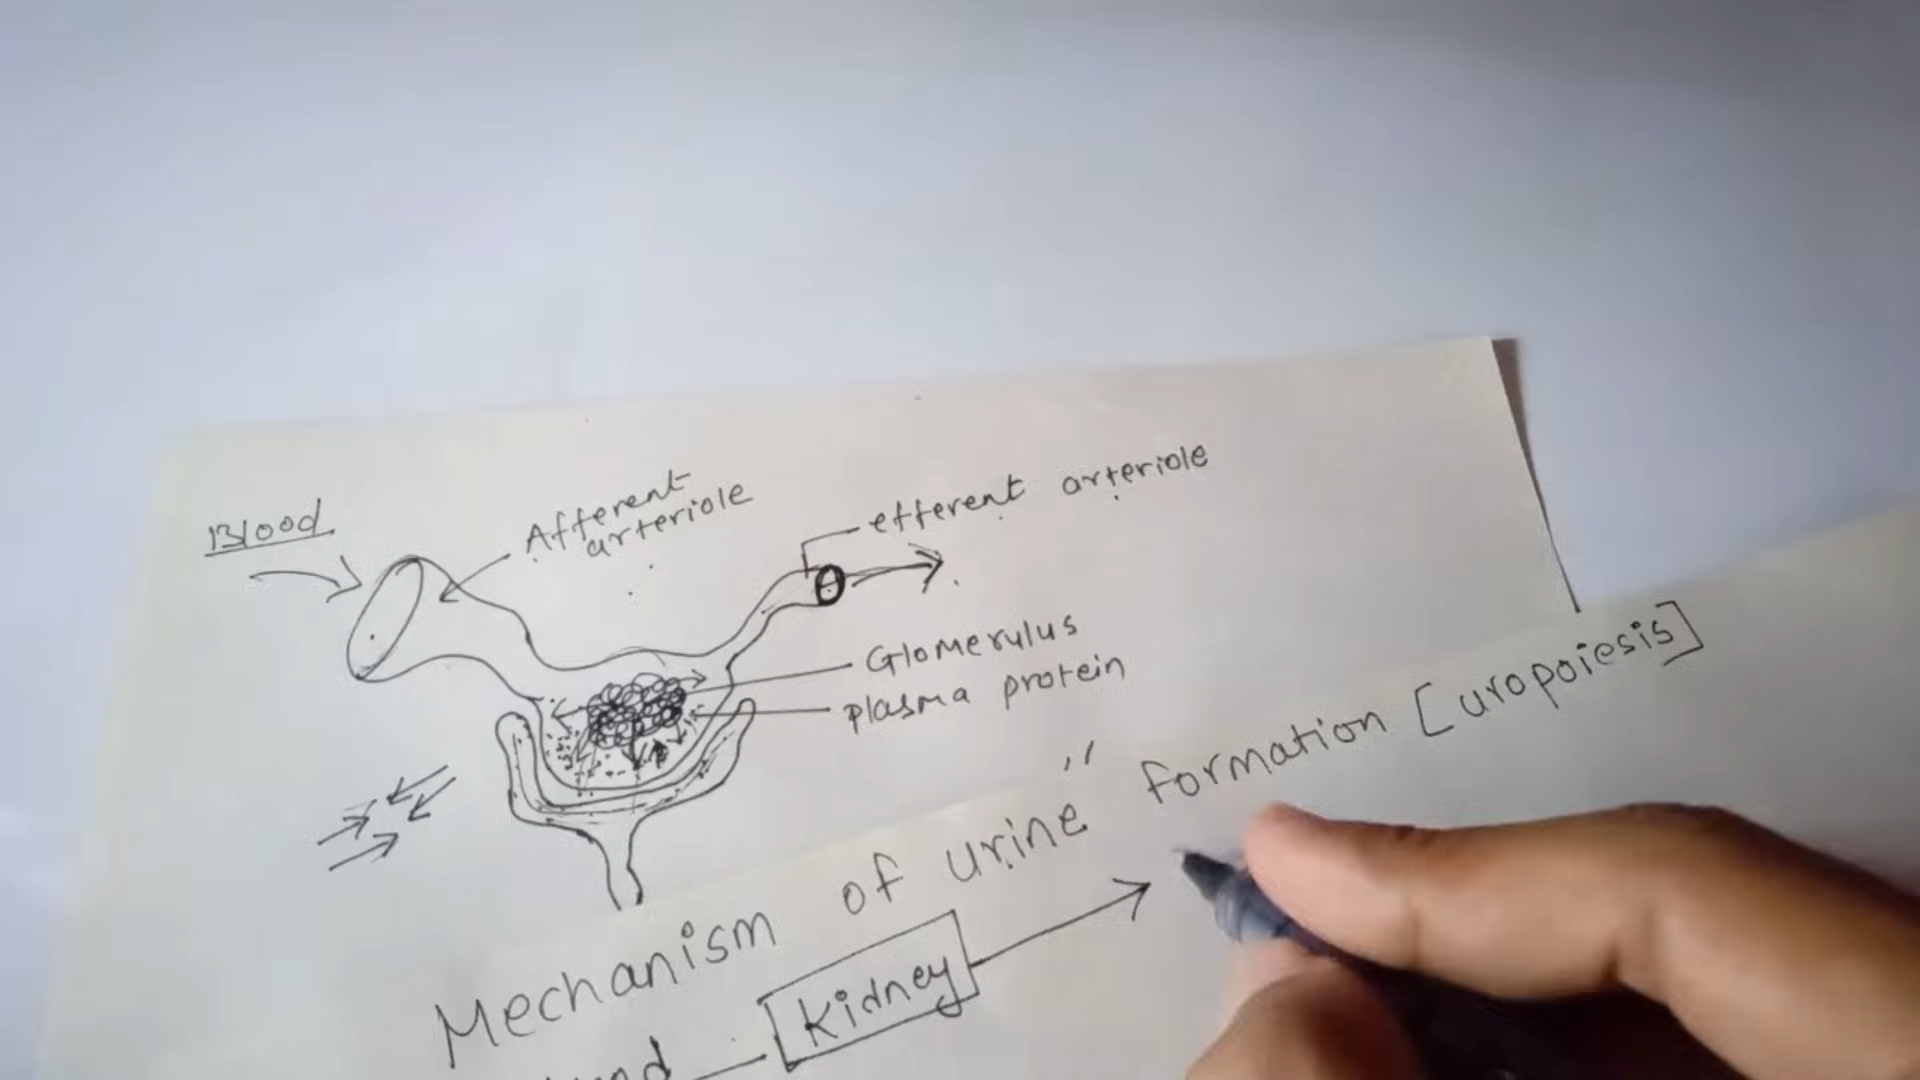 Blood
Afferent
arteriole
efferent arteriole
Glomerulus
plasma protein
Mechanism of urine" formation [uropoiesis]
Kidney